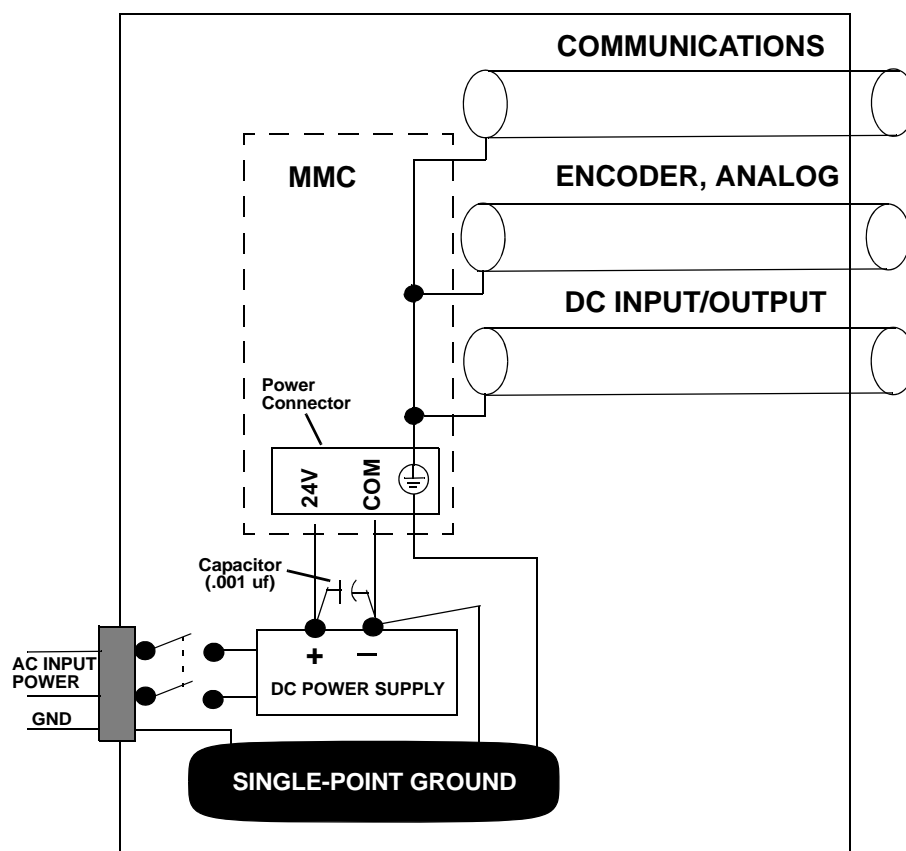 COMMUNICATIONS
MMC
ENCODER, ANALOG
DC INPUT/OUTPUT
Power
Connector
24V
COM
Capacitor
(.001 uf)
+
–
AC INPUT
POWER
DC POWER SUPPLY
GND
SINGLE-POINT GROUND